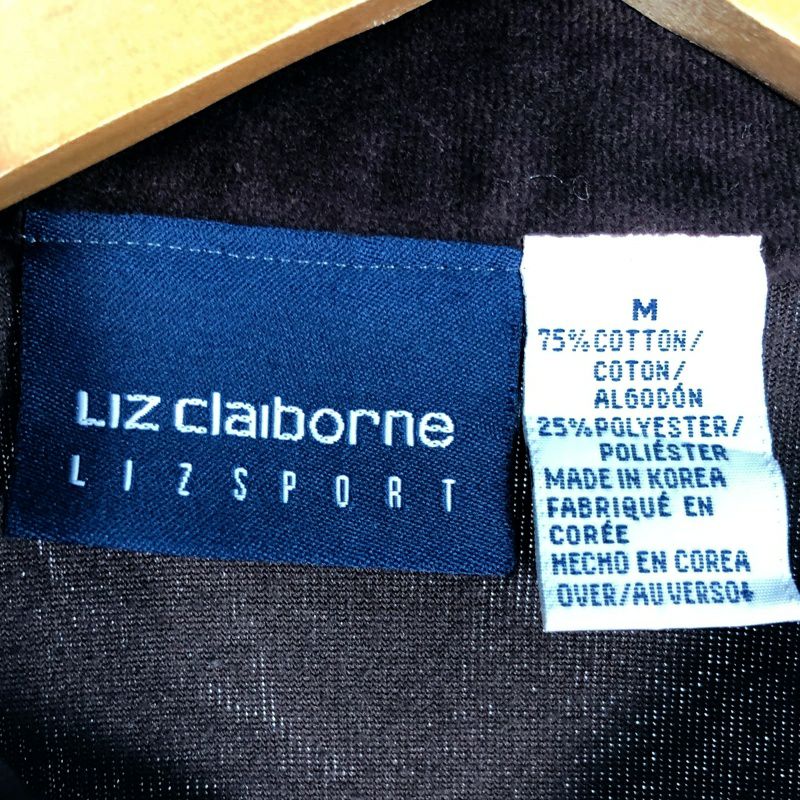 Liz claiborne
LIZSPORT
M
75% COTTON/
COTON/
ALGODÓN
25% POLYESTER/
POLIÉSTER
MADE IN KOREA
FABRIQUÉ EN
CORÉE
HECHO EN COREA
OVER/AU VERSO